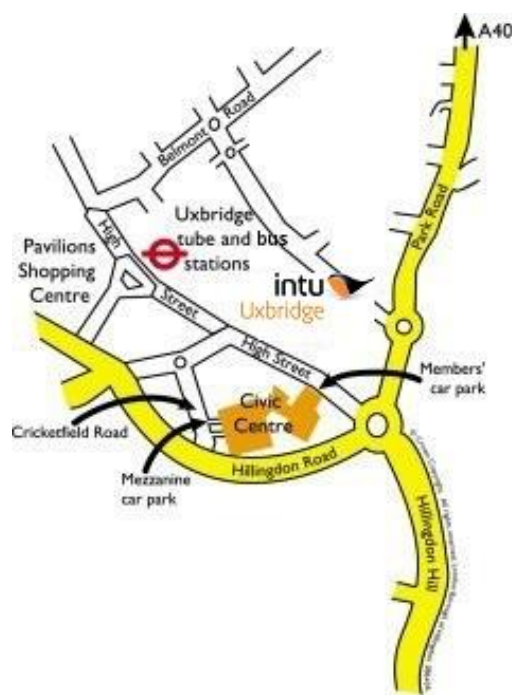 A40
Belmont Road
Park Road
Uxbridge
tube and bus
stations
High
Street
Pavilions
Shopping
Centre
intu
Uxbridge
High Street
Members'
car park
Civic
Centre
Cricketfield Road
Mezzanine
car park
Hillingdon Road
Hillingdon Hill